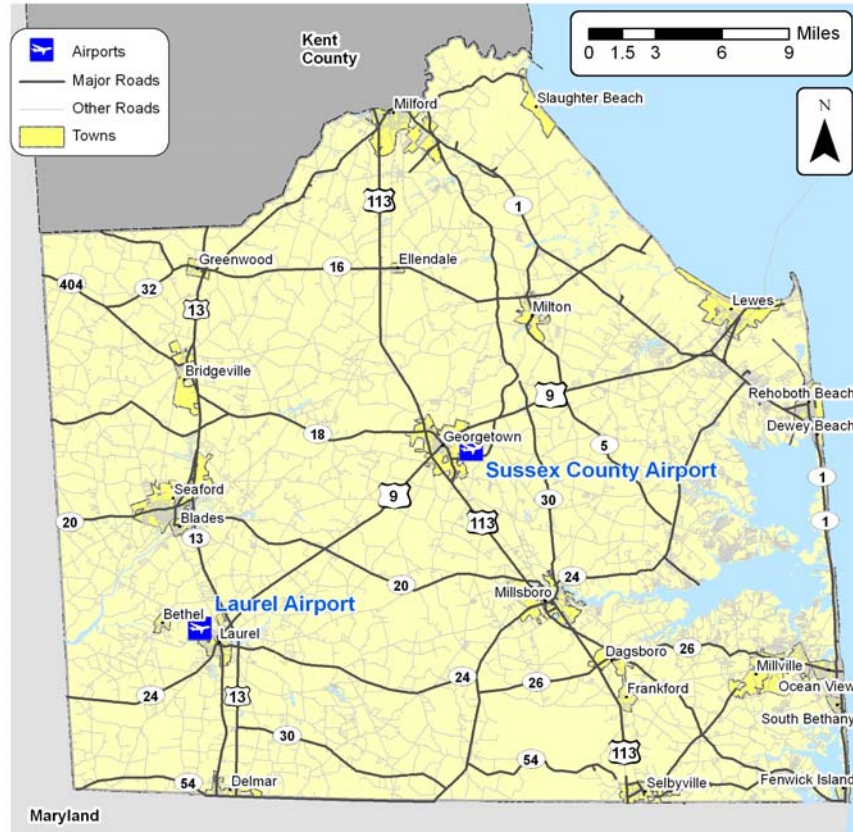 Airports
Major Roads
Other Roads
Towns
Kent
County
Miles
0 1.5 3 6 9
N
Milford
Slaughter Beach
113
1
Greenwood
16
Ellendale
404
32
13
Milton
Lewes
Bridgeville
9
Rehoboth Beach
18
Georgetown
5
Dewey Beach
Sussex County Airport
Seaford
9
30
1
20
Blades
113
1
13
20
24
Millsboro
Bethel
Laurel Airport
Laurel
Dagsboro
26
24
24
26
Millville
13
Frankford
Ocean View
South Bethany
30
113
54
54
Delmar
Selbyville
Fenwick Island
Maryland